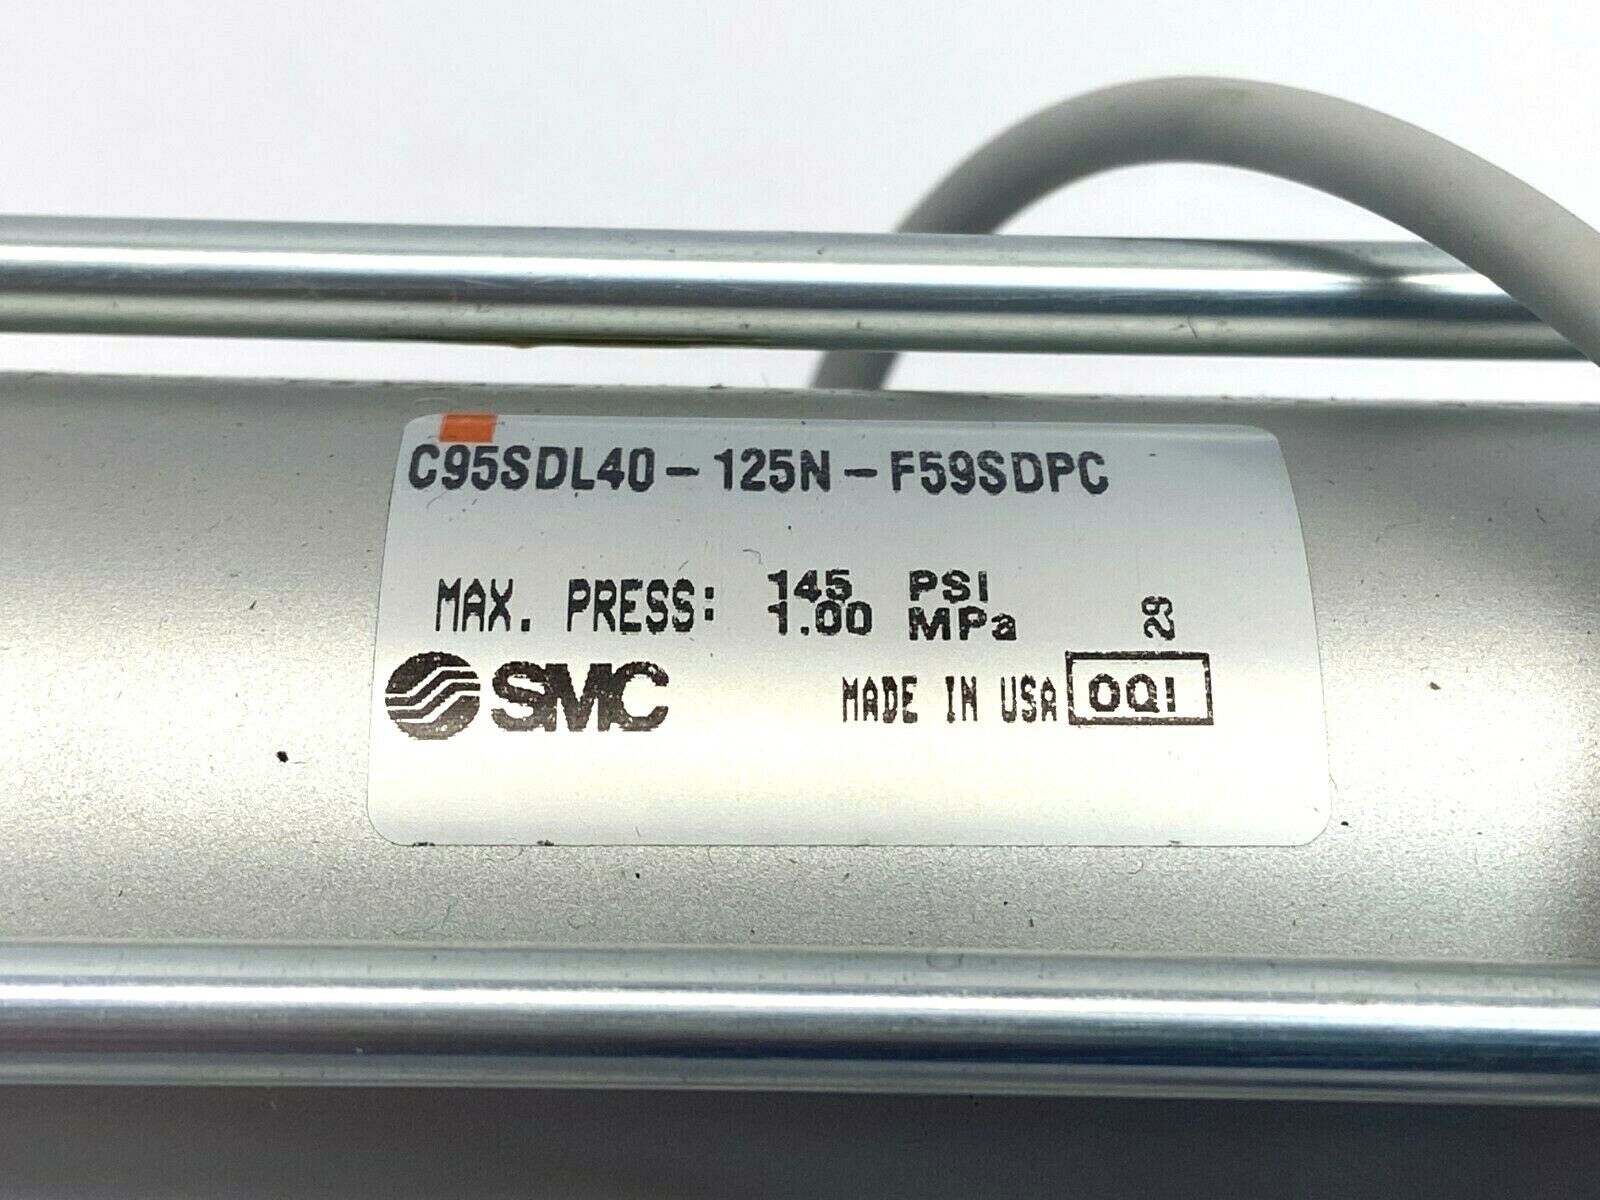 C95SDL40-125N-F59SDPC
MAX. PRESS: 145 PSI
1.00 MPa
29
SMC
MADE IN USA OQI